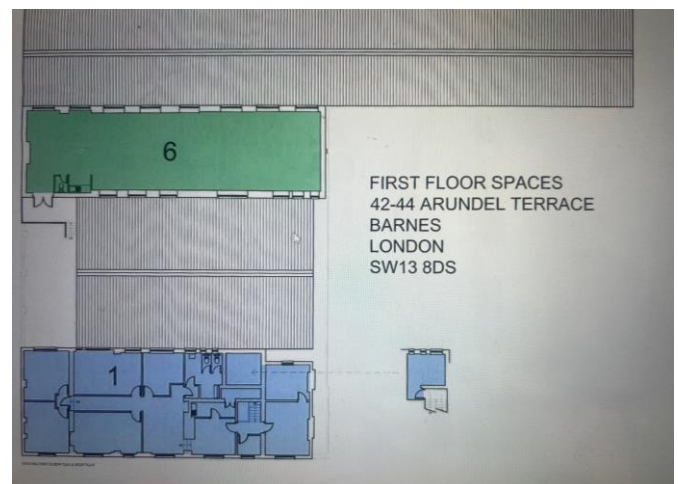 6
FIRST FLOOR SPACES
42-44 ARUNDEL TERRACE
BARNES
LONDON
SW13 8DS
1